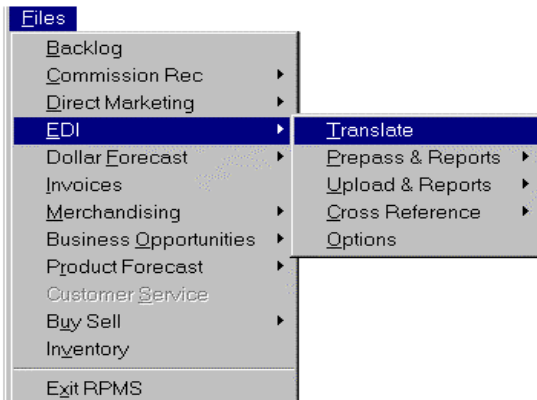 Files
Backlog
Commission Rec
Direct Marketing
EDI
Dollar Forecast
Invoices
Merchandising
Business Opportunities
Product Forecast
Customer Service
Buy Sell
Inventory
Exit RPMS
Translate
Prepass & Reports
Upload & Reports
Cross Reference
Options